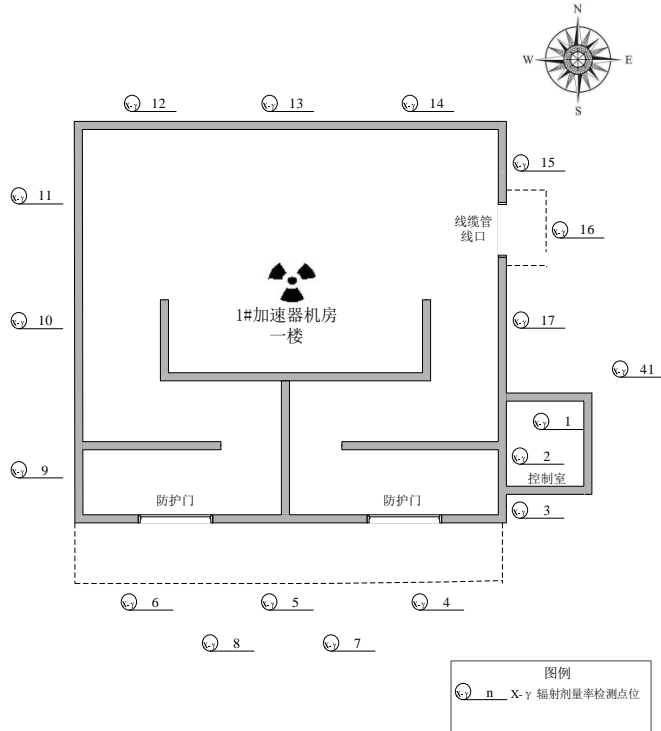 N
W E
S
X-γ 12
X-γ 13
X-γ 14
X-γ 15
X-γ 11
线缆管
线口
X-γ 16
1#加速器机房
一楼
X-γ 10
X-γ 17
X-γ 41
X-γ 1
X-γ 2
X-γ 9
控制室
防护门
防护门
X-γ 3
X-γ 6
X-γ 5
X-γ 4
X-γ 8
X-γ 7
图例
X-γ n X-γ 辐射剂量率检测点位